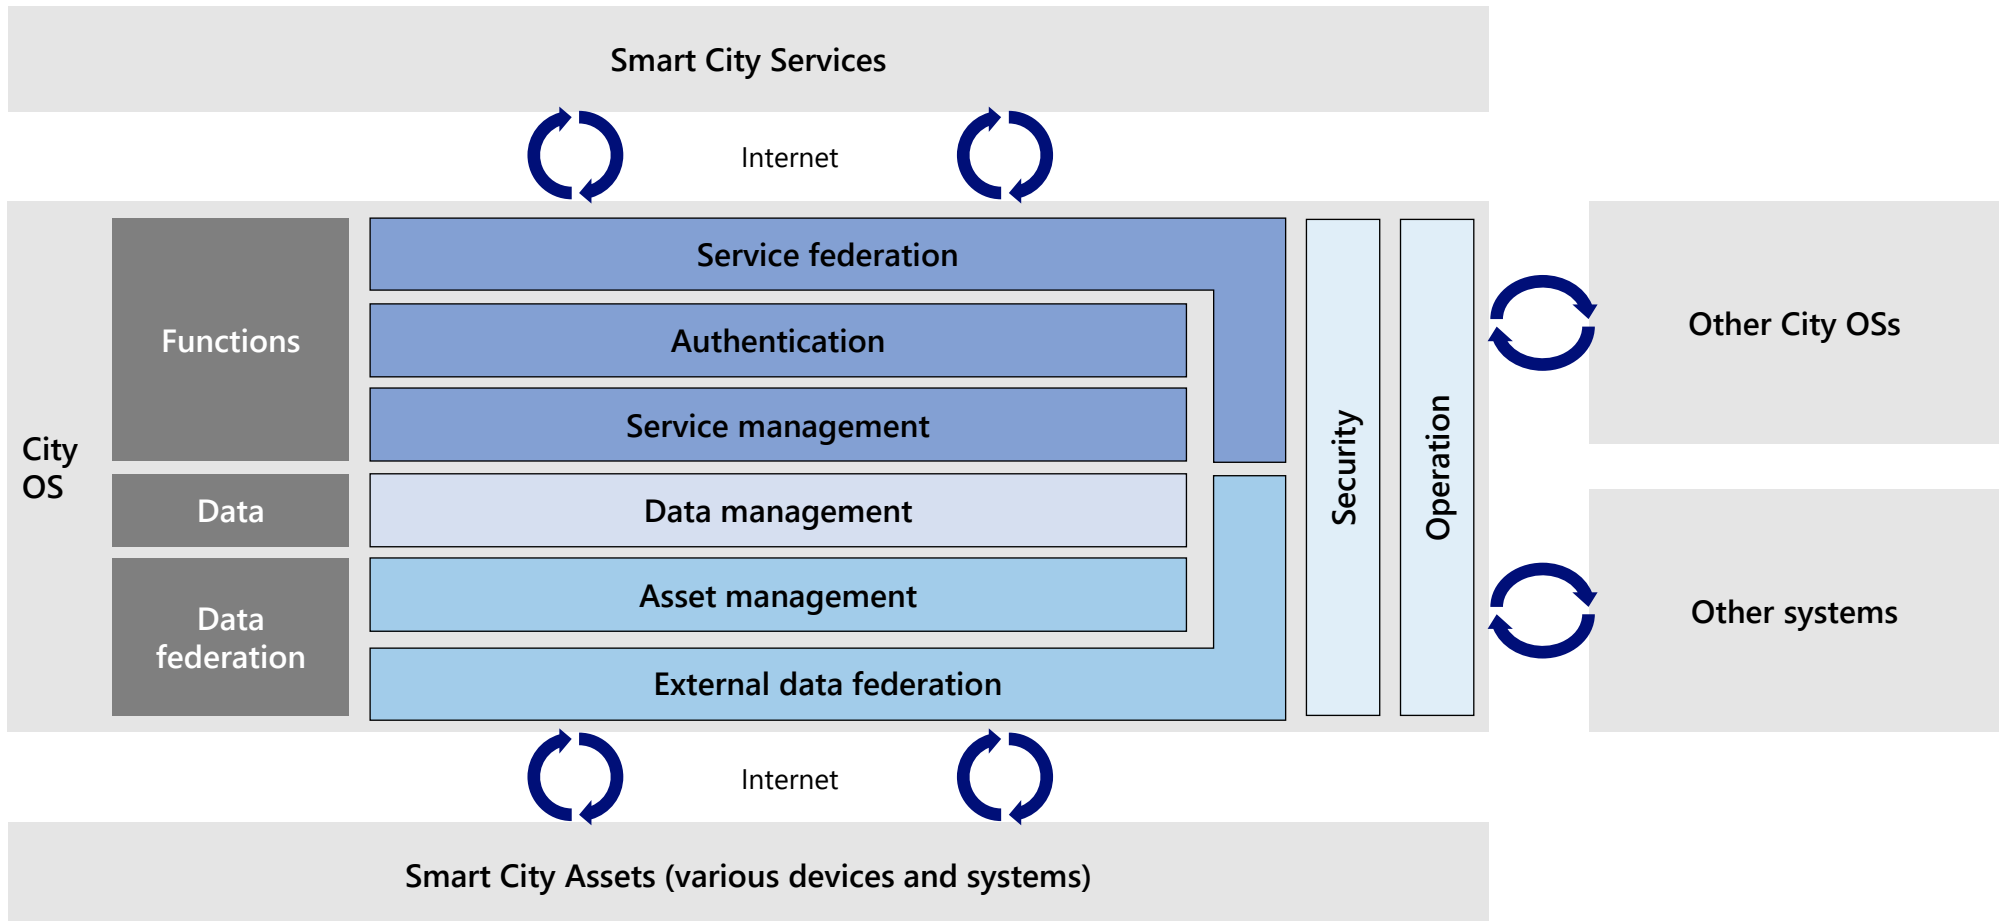 Smart City Services
Internet
City
OS
Functions
Data
Data
federation
Service federation
Authentication
Service management
Data management
Asset management
External data federation
Security
Operation
Other City OSs
Other systems
Internet
Smart City Assets (various devices and systems)